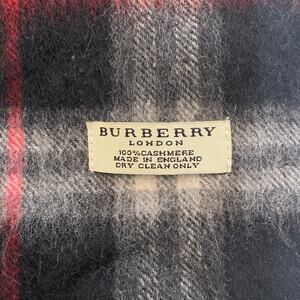 BURBERRY
LONDON
100%CASHMERE
MADE IN ENGLAND
DRY CLEAN ONLY